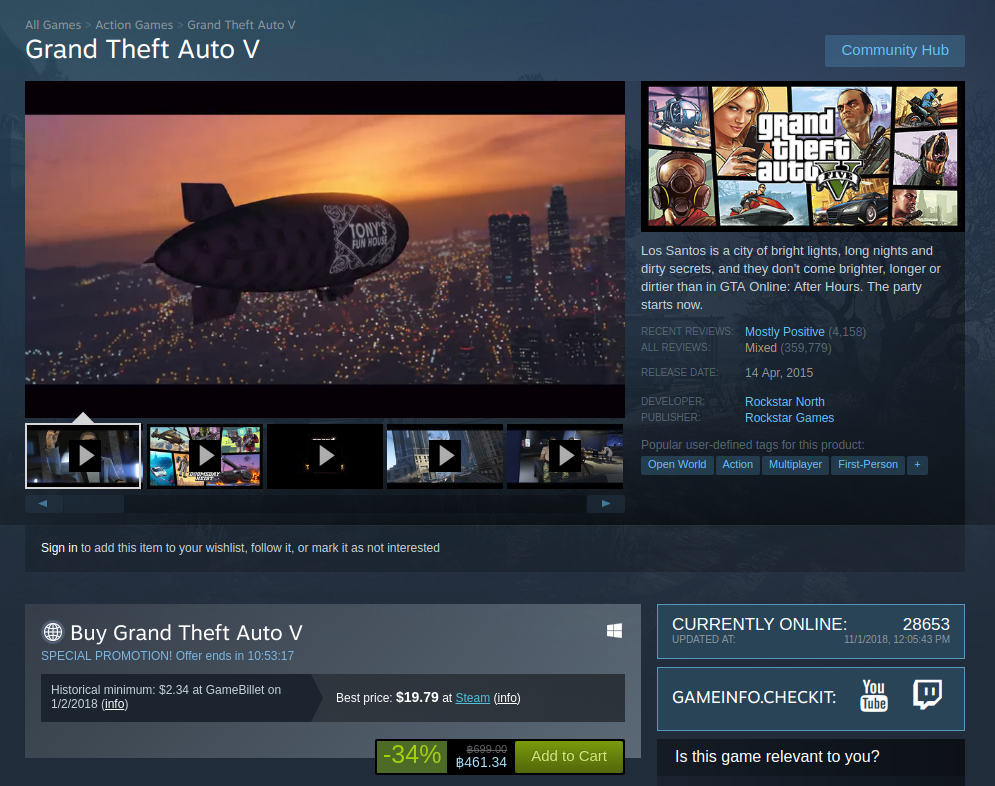 All Games > Action Games > Grand Theft Auto V
Grand Theft Auto V
Community Hub
TONY'S
FUN HOUSE
grand
theft
auto
V
FIVE
Los Santos is a city of bright lights, long nights and
dirty secrets, and they don't come brighter, longer or
dirtier than in GTA Online: After Hours. The party
starts now.
RECENT REVIEWS: Mostly Positive (4,158)
ALL REVIEWS: Mixed (359,779)
RELEASE DATE: 14 Apr, 2015
DEVELOPER: Rockstar North
PUBLISHER: Rockstar Games
Popular user-defined tags for this product:
Open World Action Multiplayer First-Person +
DOOMSDAY
HEIST
Sign in to add this item to your wishlist, follow it, or mark it as not interested
Buy Grand Theft Auto V
SPECIAL PROMOTION! Offer ends in 10:53:17
Historical minimum: $2.34 at GameBillet on
1/2/2018 (info)
Best price: $19.79 at Steam (info)
-34%
฿699.00
฿461.34
Add to Cart
CURRENTLY ONLINE: 28653
UPDATED AT: 11/1/2018, 12:05:43 PM
GAMEINFO.CHECKIT:
You
Tube
Is this game relevant to you?